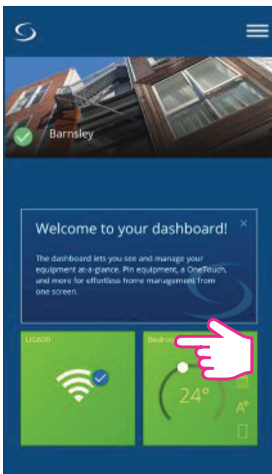 Barnsley
Welcome to your dashboard!
The dashboard lets you see and manage your
equipment at-a-glance. Pin equipment, a OneTouch,
and more for effortless home management from
one screen.
UG600
24°
A